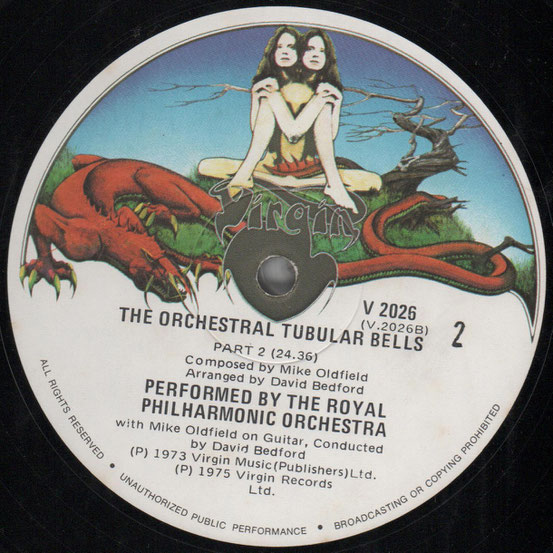 Virgin
V 2026
(V.2026B)
2
THE ORCHESTRAL TUBULAR BELLS
PART 2 (24.36)
Composed by Mike Oldfield
Arranged by David Bedford
PERFORMED BY THE ROYAL
PHILHARMONIC ORCHESTRA
with Mike Oldfield on Guitar, Conducted
by David Bedford
(P) 1973 Virgin Music(Publishers)Ltd.
(P) 1975 Virgin Records
Ltd.
ALL RIGHTS RESERVED • UNAUTHORIZED PUBLIC PERFORMANCE • BROADCASTING OR COPYING PROHIBITED